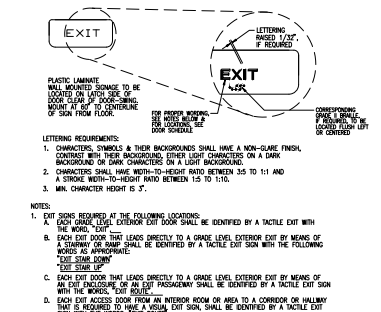 EXIT
LETTERING
RAISED 1/32",
IF REQUIRED
EXIT
PLASTIC LAMINATE
WALL MOUNTED SIGNAGE TO BE
LOCATED ON LATCH SIDE OF
DOOR CLEAR OF DOOR-SWING.
MOUNT AT 60" TO CENTERLINE
OF SIGN FROM FLOOR.
FOR PROPER WORDING,
SEE NOTES BELOW &
FOR LOCATIONS, SEE
DOOR SCHEDULE
CORRESPONDING
GRADE II BRAILLE,
IF REQUIRED, TO BE
LOCATED FLUSH LEFT
OR CENTERED
LETTERING REQUIREMENTS:
1. CHARACTERS, SYMBOLS & THEIR BACKGROUNDS SHALL HAVE A NON-GLARE FINISH,
CONTRAST WITH THEIR BACKGROUND, EITHER LIGHT CHARACTERS ON A DARK
BACKGROUND OR DARK CHARACTERS ON A LIGHT BACKGROUND.
2. CHARACTERS SHALL HAVE WIDTH-TO-HEIGHT RATIO BETWEEN 3:5 TO 1:1 AND
A STROKE WIDTH-TO-HEIGHT RATIO BETWEEN 1:5 TO 1:10.
3. MIN. CHARACTER HEIGHT IS 3".
NOTES:
1. EXIT SIGNS REQUIRED AT THE FOLLOWING LOCATIONS:
A. EACH GRADE LEVEL EXTERIOR EXIT DOOR SHALL BE IDENTIFIED BY A TACTILE EXIT WITH
THE WORD, "EXIT".
B. EACH EXIT DOOR THAT LEADS DIRECTLY TO A GRADE LEVEL EXTERIOR EXIT BY MEANS OF
A STAIRWAY OR RAMP SHALL BE IDENTIFIED BY A TACTILE EXIT SIGN WITH THE FOLLOWING
WORDS AS APPROPRIATE:
"EXIT STAIR DOWN"
"EXIT STAIR UP"
C. EACH EXIT DOOR THAT LEADS DIRECTLY TO A GRADE LEVEL EXTERIOR EXIT BY MEANS OF
AN EXIT ENCLOSURE OR AN EXIT PASSAGEWAY SHALL BE IDENTIFIED BY A TACTILE EXIT SIGN
WITH THE WORDS, "EXIT ROUTE".
D. EACH EXIT ACCESS DOOR FROM AN INTERIOR ROOM OR AREA TO A CORRIDOR OR HALLWAY
THAT IS REQUIRED TO HAVE A VISUAL EXIT SIGN, SHALL BE IDENTIFIED BY A TACTILE EXIT